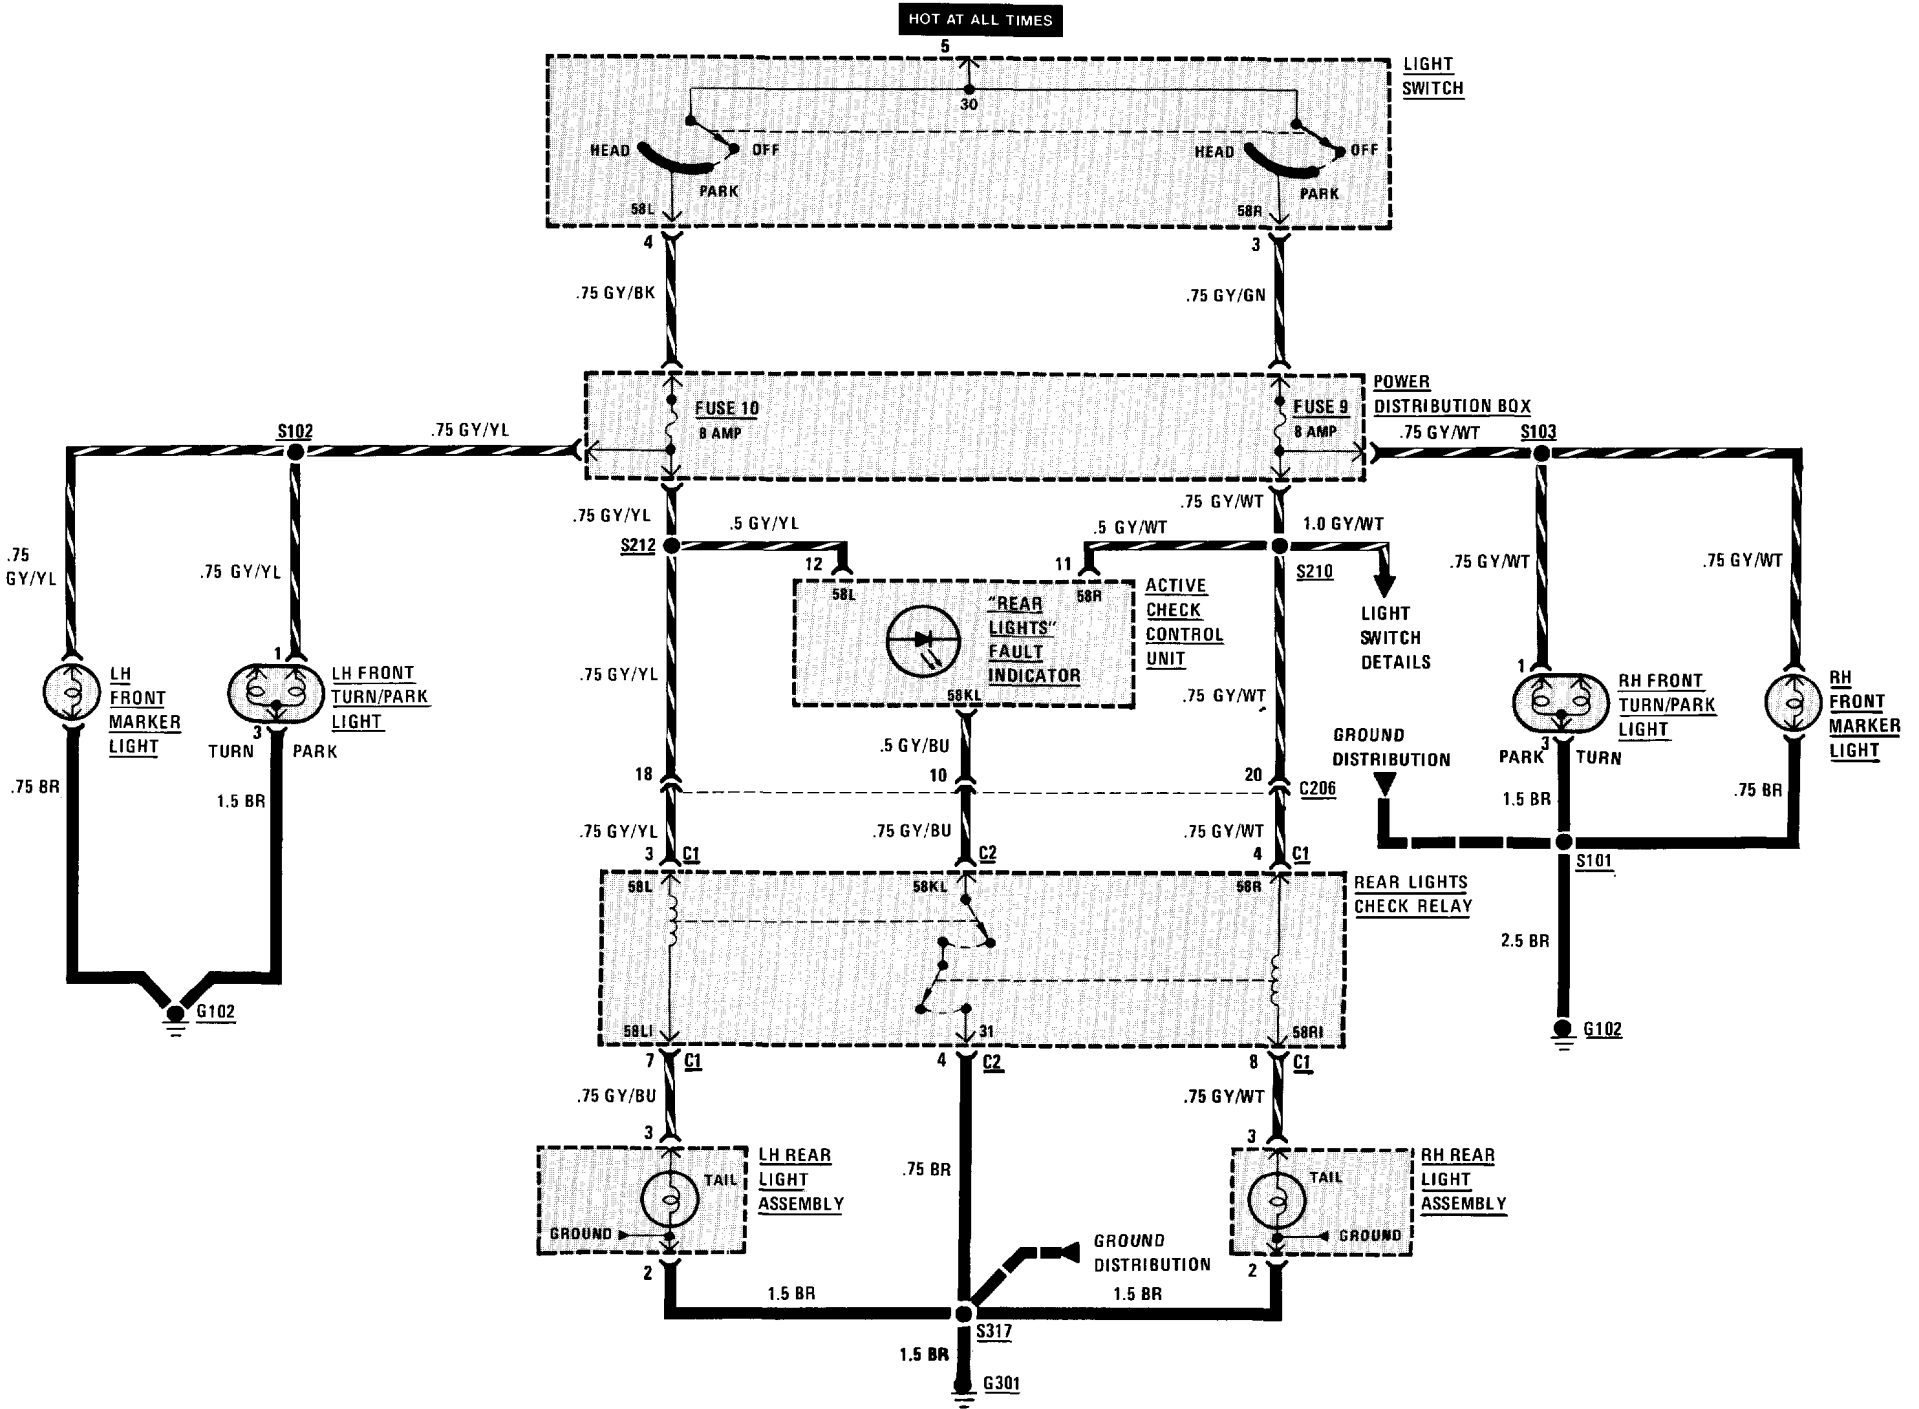 HOT AT ALL TIMES
5
LIGHT
SWITCH
30
HEAD
OFF
PARK
58L
HEAD
OFF
PARK
58R
4
3
.75 GY/BK
.75 GY/GN
POWER
DISTRIBUTION BOX
FUSE 10
8 AMP
FUSE 9
8 AMP
S102
.75 GY/YL
.75 GY/WT
S103
.75 GY/YL
.5 GY/YL
S212
12
.5 GY/WT
11
.75 GY/WT
1.0 GY/WT
S210
LIGHT
SWITCH
DETAILS
.75
GY/YL
.75 GY/YL
.75 GY/WT
.75 GY/WT
58L
58R
"REAR
LIGHTS"
FAULT
INDICATOR
58KL
ACTIVE
CHECK
CONTROL
UNIT
.75 GY/YL
.75 GY/WT
LH
FRONT
MARKER
LIGHT
1
LH FRONT
TURN/PARK
LIGHT
3
TURN
PARK
1
RH FRONT
TURN/PARK
LIGHT
3
PARK
TURN
RH
FRONT
MARKER
LIGHT
GROUND
DISTRIBUTION
.5 GY/BU
18
10
20
C206
.75 BR
1.5 BR
1.5 BR
.75 BR
.75 GY/YL
.75 GY/BU
.75 GY/WT
3
C1
C2
4
C1
S101
58L
58KL
58R
REAR LIGHTS
CHECK RELAY
2.5 BR
G102
G102
58LI
31
58RI
7
C1
4
C2
8
C1
.75 GY/BU
.75 GY/WT
3
3
LH REAR
LIGHT
ASSEMBLY
TAIL
GROUND
.75 BR
RH REAR
LIGHT
ASSEMBLY
TAIL
GROUND
GROUND
DISTRIBUTION
2
2
1.5 BR
1.5 BR
S317
1.5 BR
G301